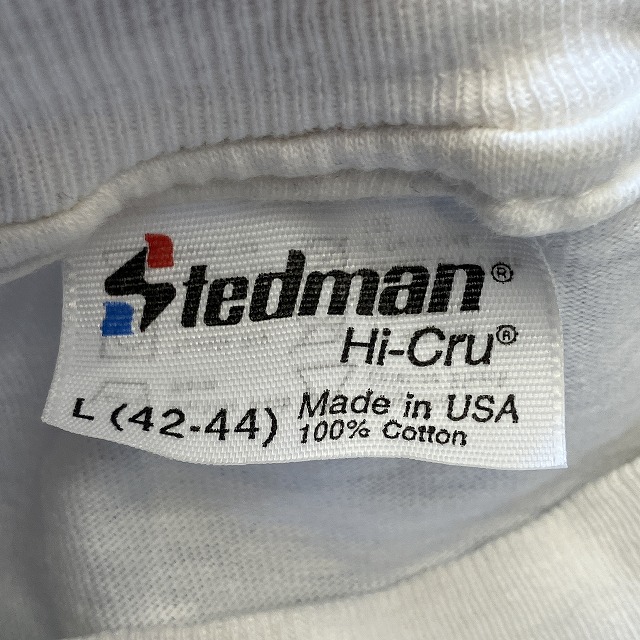 Stedman®
Hi-Cru®
L (42-44) Made in USA
100% Cotton